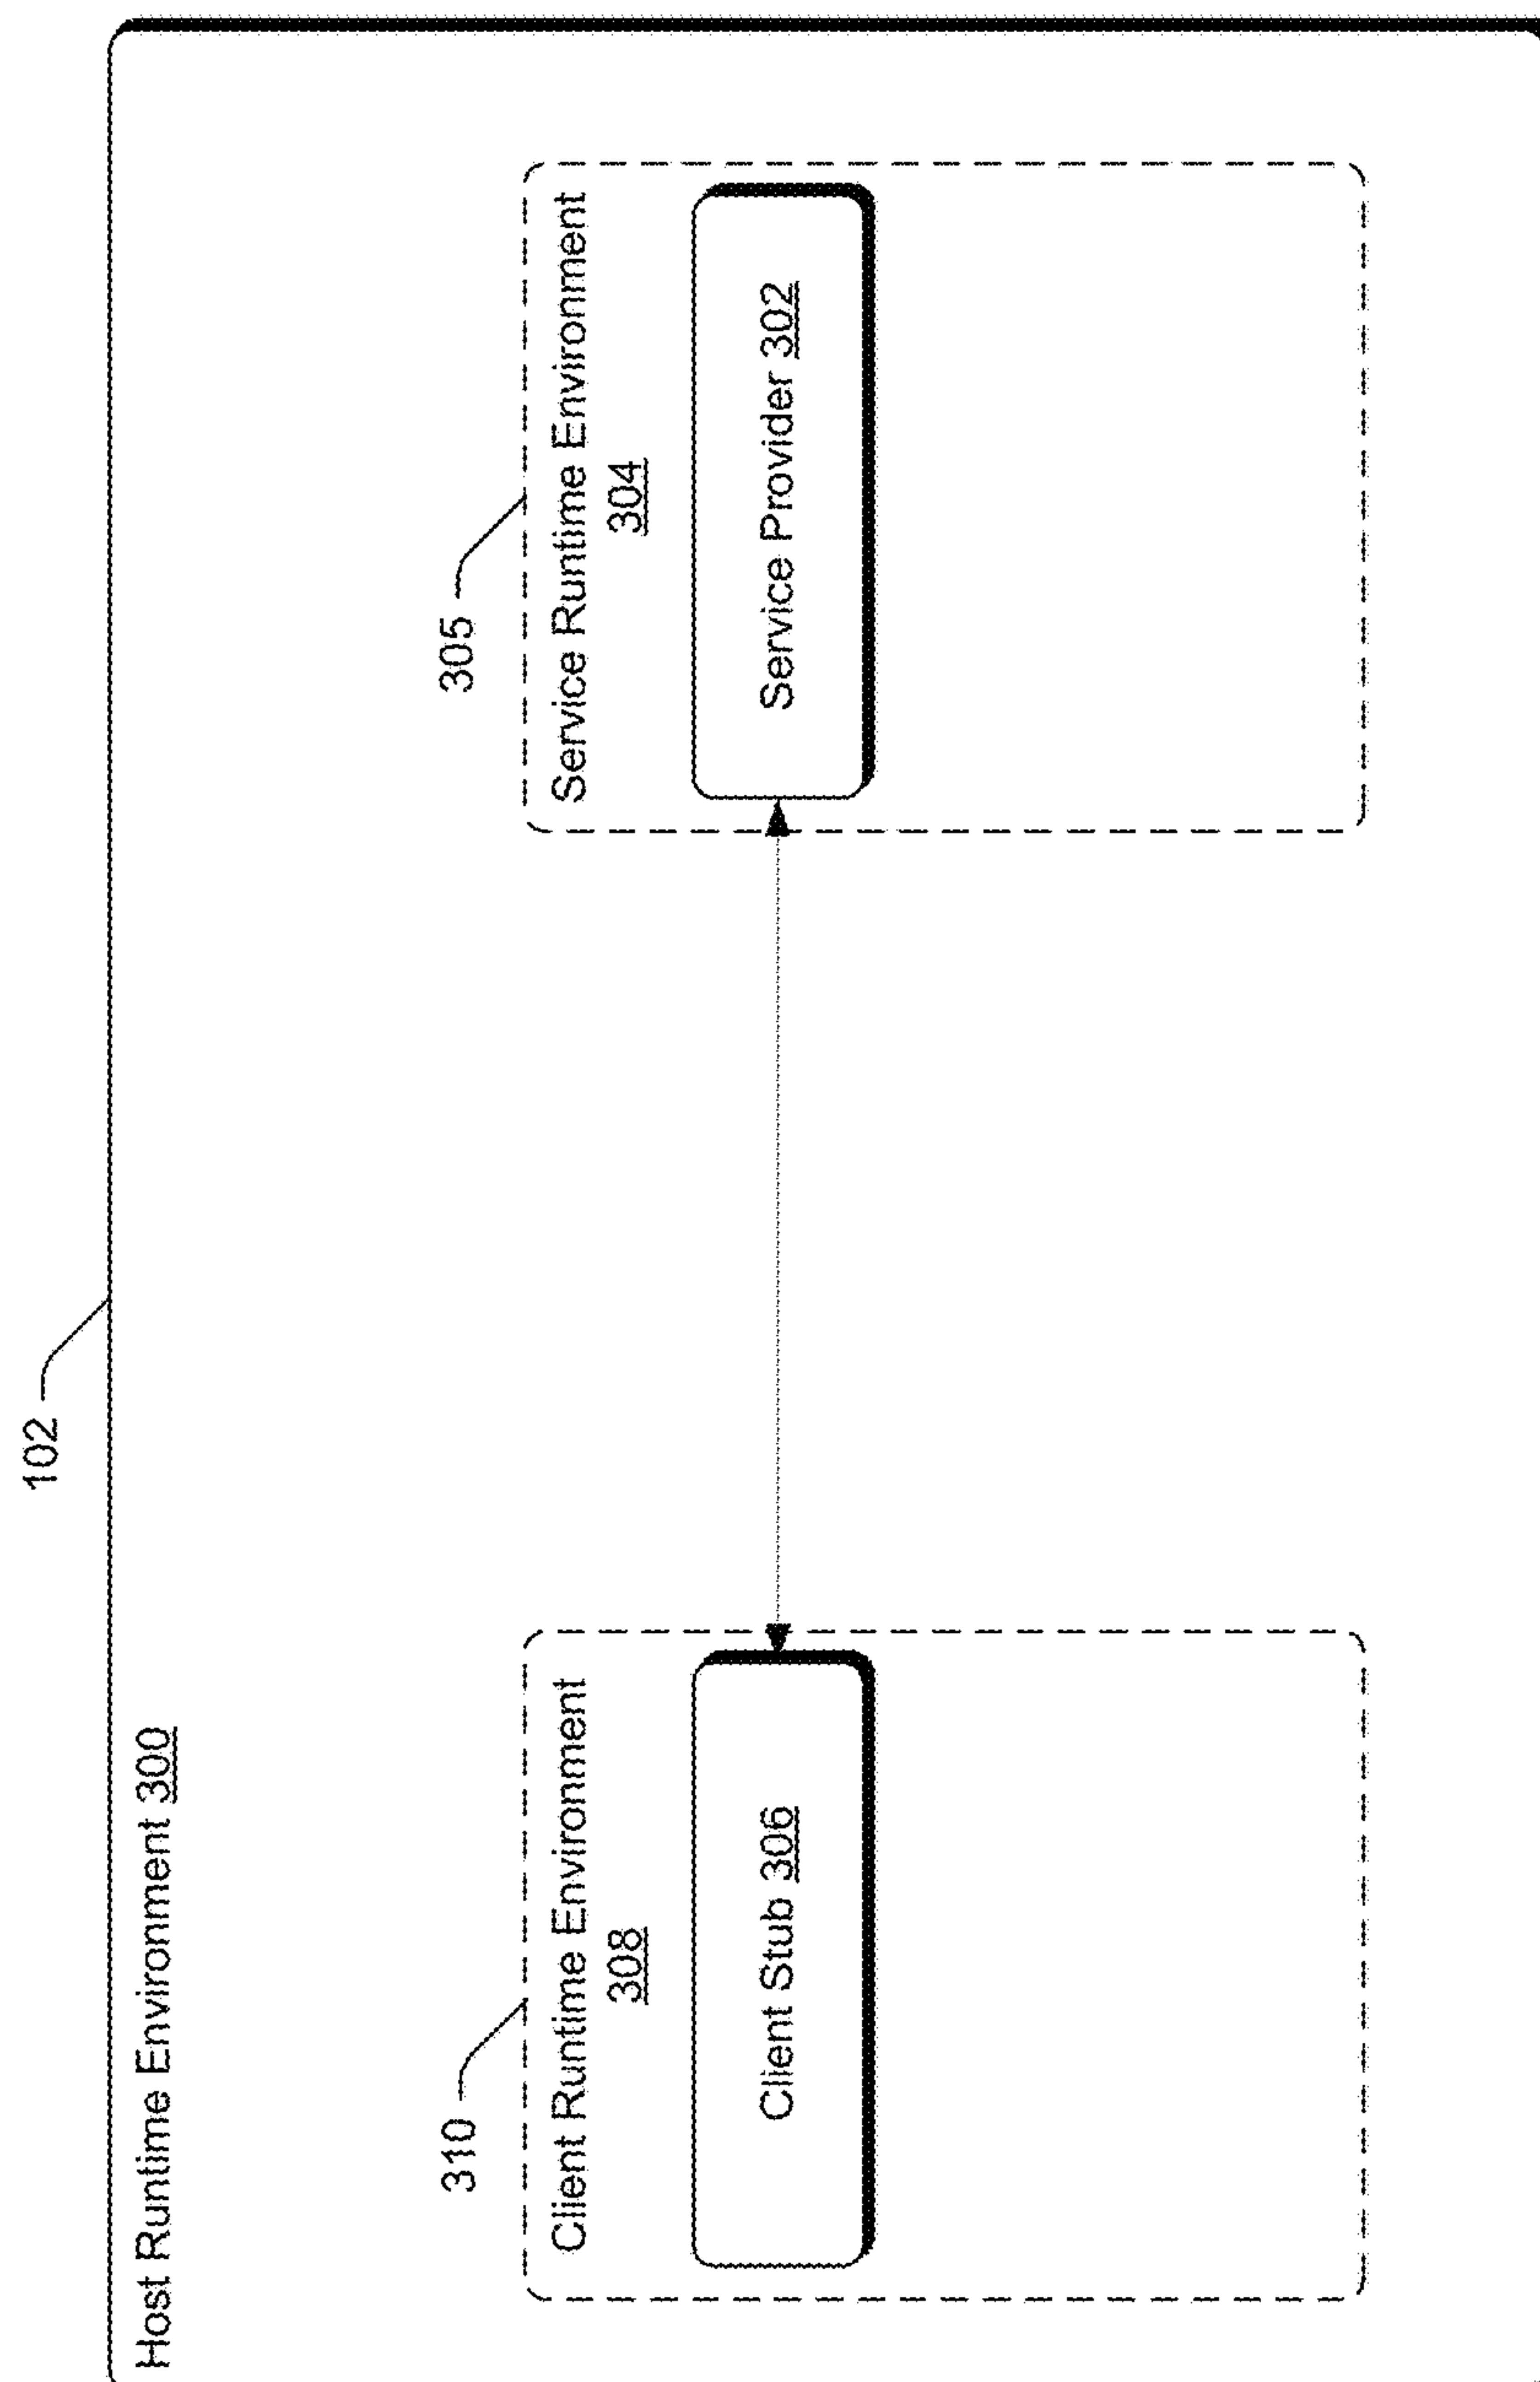 102
Host Runtime Environment 300
310
Client Runtime Environment
308
Client Stub 306
305
Service Runtime Environment
304
Service Provider 302